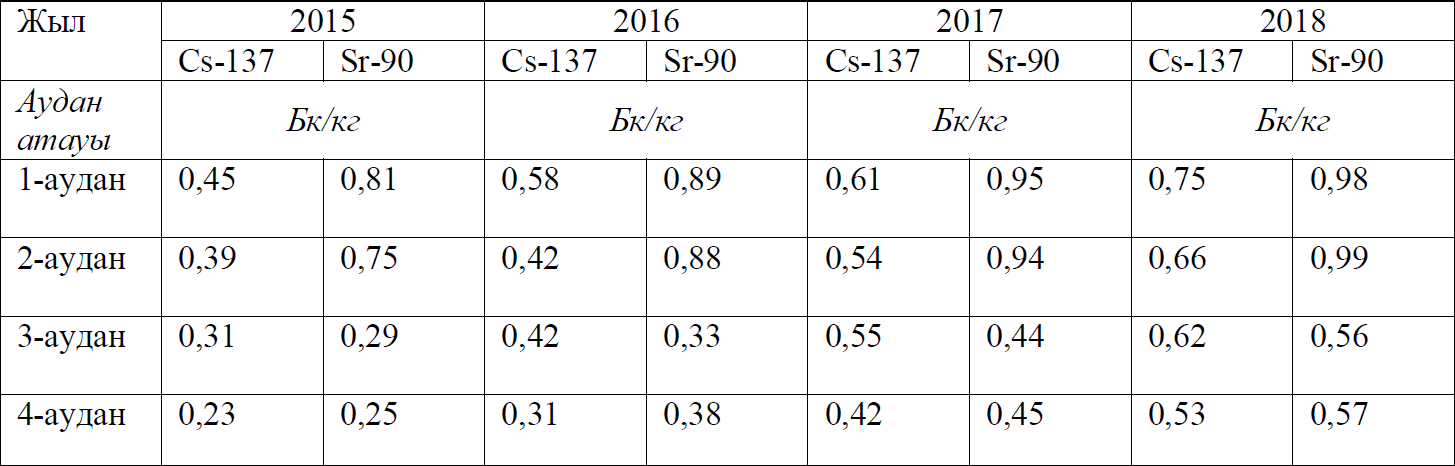 Жыл 2015 2016 2017 2018
Cs-137 Sr-90 Cs-137 Sr-90 Cs-137 Sr-90 Cs-137 Sr-90
Аудан
атауы
Бк/кг Бк/кг Бк/кг Бк/кг
1-аудан 0,45 0,81 0,58 0,89 0,61 0,95 0,75 0,98
2-аудан 0,39 0,75 0,42 0,88 0,54 0,94 0,66 0,99
3-аудан 0,31 0,29 0,42 0,33 0,55 0,44 0,62 0,56
4-аудан 0,23 0,25 0,31 0,38 0,42 0,45 0,53 0,57